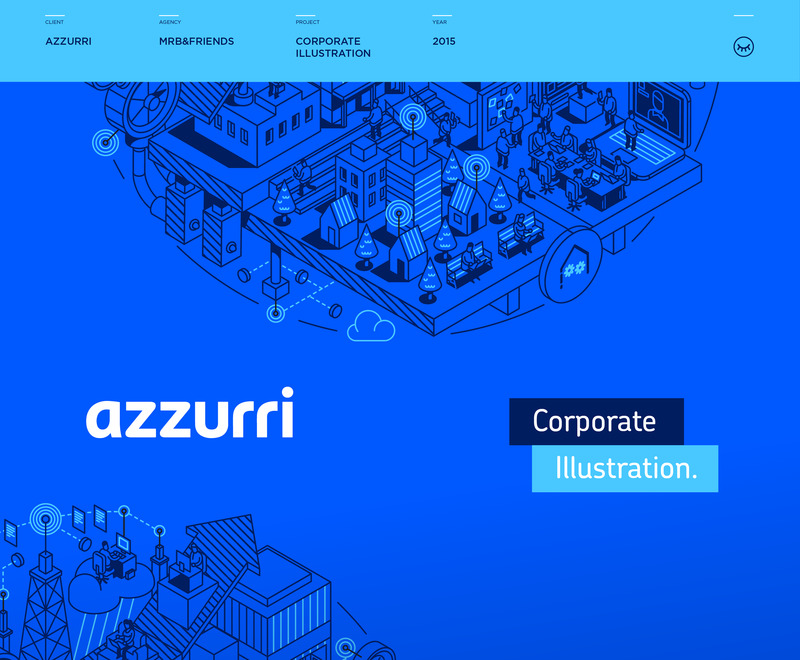 CLIENT
AZZURRI
AGENCY
MRB&FRIENDS
PROJECT
CORPORATE
ILLUSTRATION
YEAR
2015
azzurri
Corporate
Illustration.